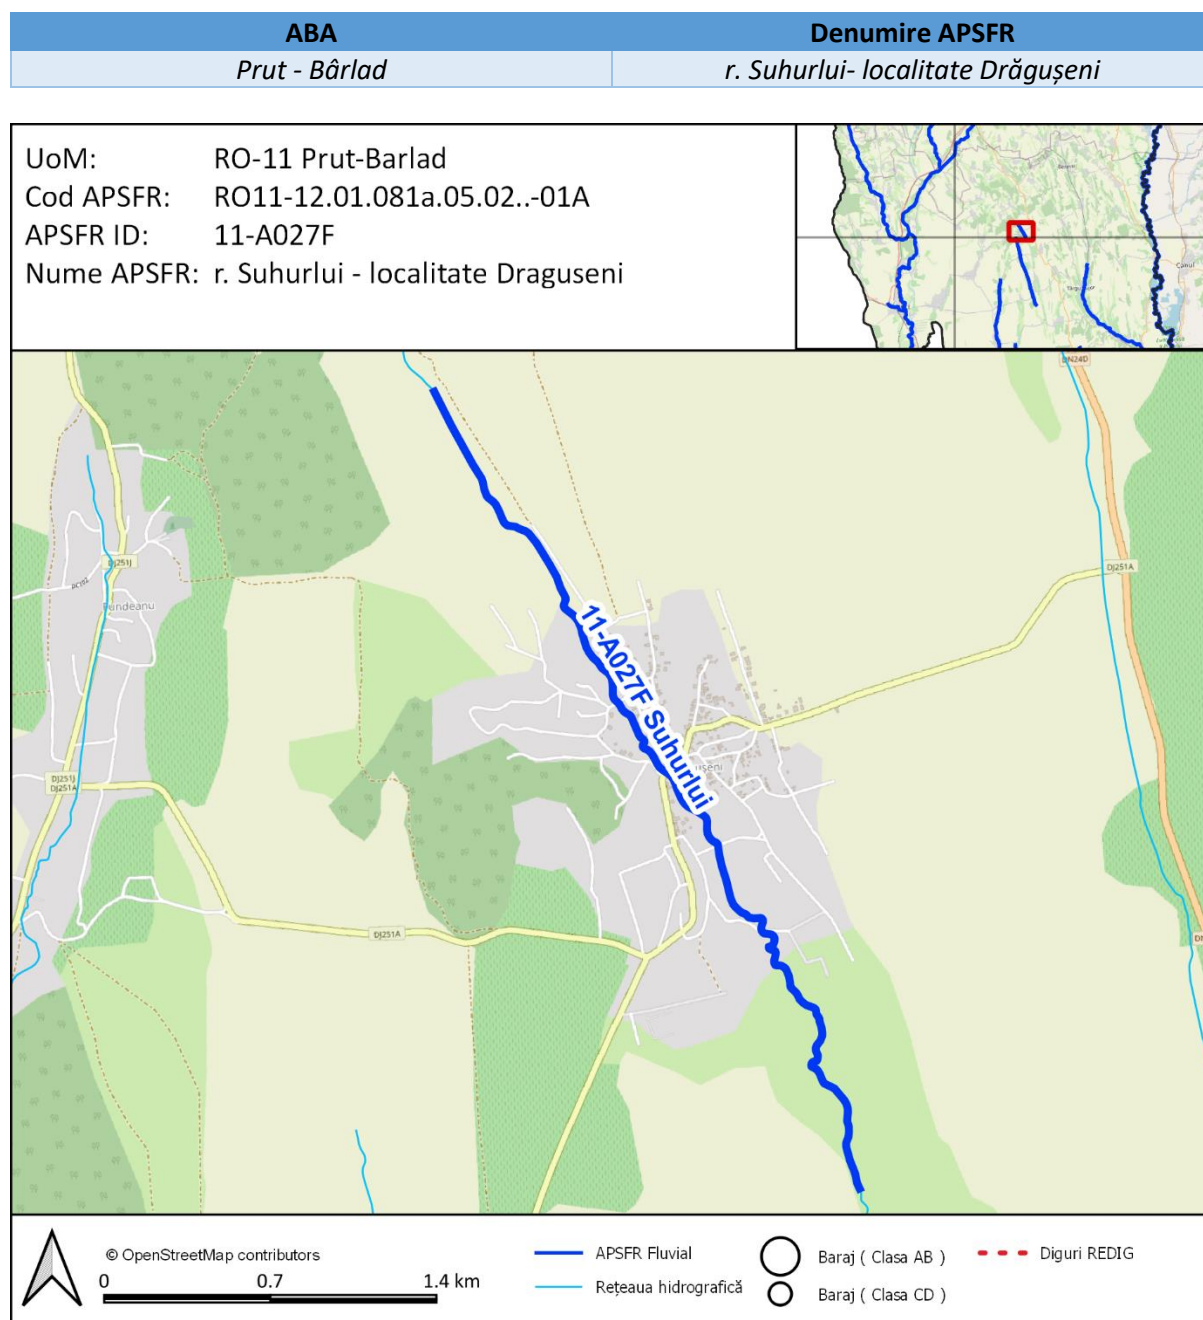 ABA Denumire APSFR
Prut - Bârlad r. Suhurlui- localitate Drăgușeni
UoM: RO-11 Prut-Barlad
Cod APSFR: RO11-12.01.081a.05.02..-01A
APSFR ID: 11-A027F
Nume APSFR: r. Suhurlui - localitate Draguseni
DN24D
DJ251J
Fundeanu
DJ251A
11-A027F Suhurlui
DJ251J
DJ251A
DJ251A
© OpenStreetMap contributors
0 0.7 1.4 km
APSFR Fluvial
Rețeaua hidrografică
Baraj ( Clasa AB )
Baraj ( Clasa CD )
Diguri REDIG